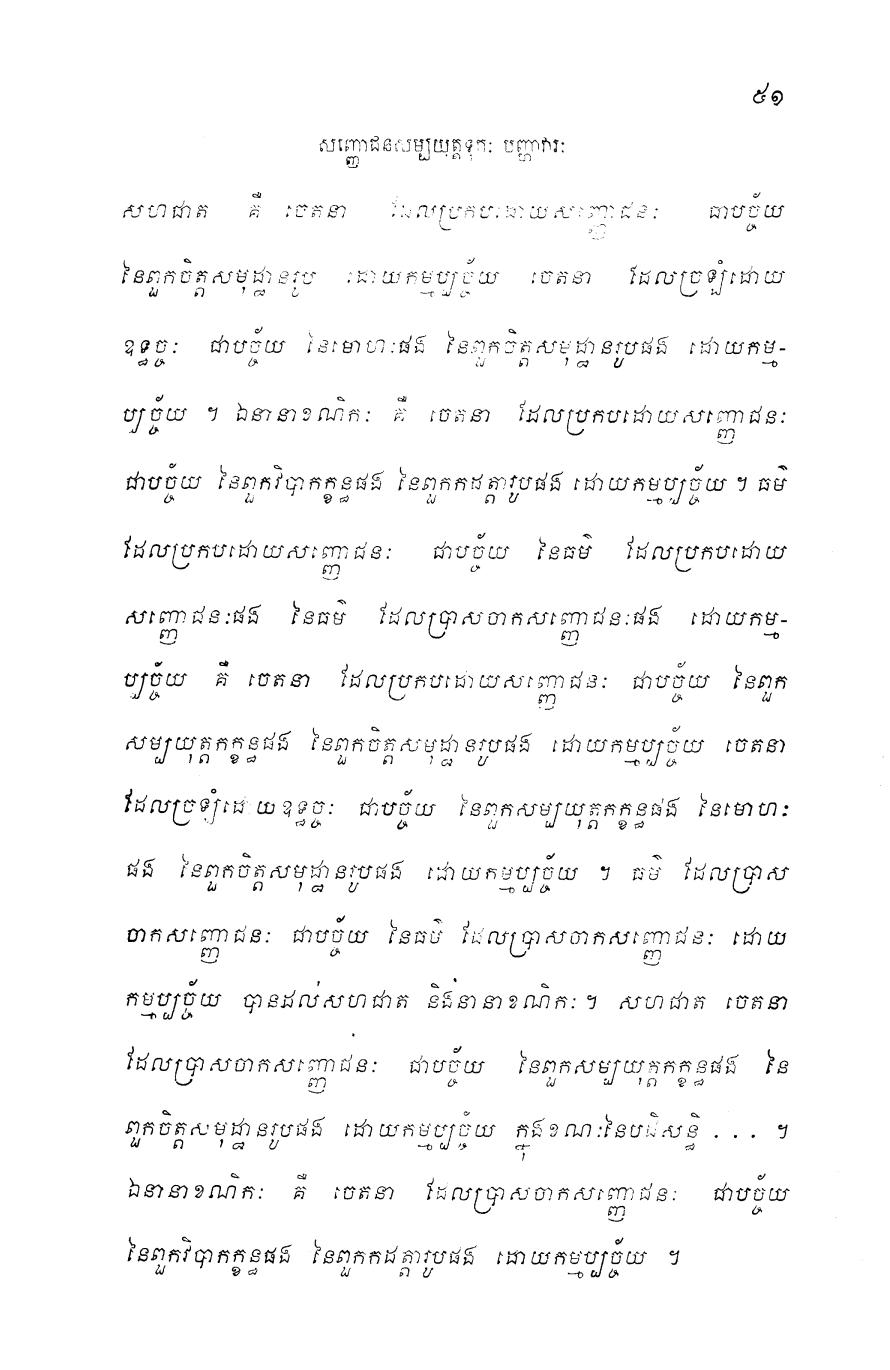 ៥១
សញ្ញោជនសម្បយុត្តទុកៈ បញ្ហាវារៈ
សហជាត គឺ ចេតនា ដែលប្រកបដោយសញ្ញោជនៈ ជាបច្ច័យ
នៃពួកចិត្តសមុដ្ឋានរូប ដោយកម្មប្បច្ច័យ ចេតនា ដែលច្រឡំដោយ
ឧទ្ធច្ចៈ ជាបច្ច័យ នៃមោហៈផង នៃពួកចិត្តសមុដ្ឋានរូបផង ដោយកម្ម-
ប្បច្ច័យ ។ ឯនានាខណិកៈ គឺ ចេតនា ដែលប្រកបដោយសញ្ញោជនៈ
ជាបច្ច័យ នៃពួកវិបាកក្ខន្ធផង នៃពួកកដត្តារូបផង ដោយកម្មប្បច្ច័យ ។ ធម៌
ដែលប្រកបដោយសញ្ញោជនៈ ជាបច្ច័យ នៃធម៌ ដែលប្រកបដោយ
សញ្ញោជនៈផង នៃធម៌ ដែលប្រាសចាកសញ្ញោជនៈផង ដោយកម្ម-
ប្បច្ច័យ គឺ ចេតនា ដែលប្រកបដោយសញ្ញោជនៈ ជាបច្ច័យ នៃពួក
សម្បយុត្តកក្ខន្ធផង នៃពួកចិត្តសមុដ្ឋានរូបផង ដោយកម្មប្បច្ច័យ ចេតនា
ដែលច្រឡំដោយឧទ្ធច្ចៈ ជាបច្ច័យ នៃពួកសម្បយុត្តកក្ខន្ធផង នៃមោហៈ
ផង នៃពួកចិត្តសមុដ្ឋានរូបផង ដោយកម្មប្បច្ច័យ ។ ធម៌ ដែលប្រាស
ចាកសញ្ញោជនៈ ជាបច្ច័យ នៃធម៌ ដែលប្រាសចាកសញ្ញោជនៈ ដោយ
កម្មប្បច្ច័យ បានដល់សហជាត និងនានាខណិកៈ ។ សហជាត ចេតនា
ដែលប្រាសចាកសញ្ញោជនៈ ជាបច្ច័យ នៃពួកសម្បយុត្តកក្ខន្ធផង នៃ
ពួកចិត្តសមុដ្ឋានរូបផង ដោយកម្មប្បច្ច័យ ក្នុងខណៈនៃបដិសន្ធិ . . . ។
ឯនានាខណិកៈ គឺ ចេតនា ដែលប្រាសចាកសញ្ញោជនៈ ជាបច្ច័យ
នៃពួកវិបាកក្ខន្ធផង នៃពួកកដត្តារូបផង ដោយកម្មប្បច្ច័យ ។